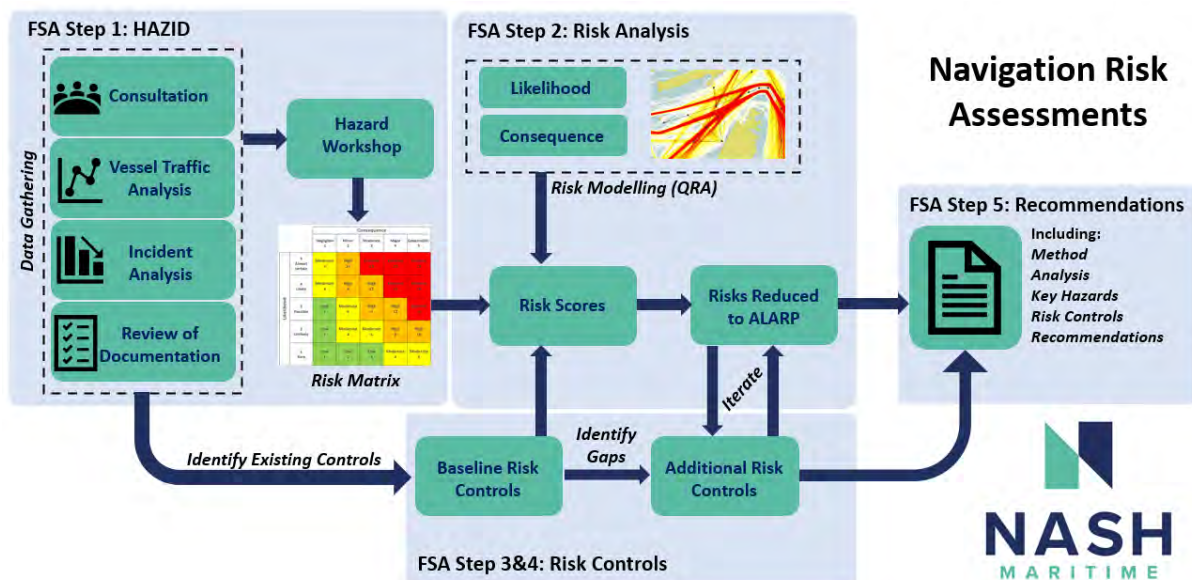 FSA Step 1: HAZID
Data Gathering
Consultation
Vessel Traffic
Analysis
Incident
Analysis
Review of
Documentation
Hazard
Workshop
Consequence
Risk Matrix
Identify Existing Controls
FSA Step 2: Risk Analysis
Likelihood
Consequence
Risk Modelling (QRA)
Risk Scores
Risks Reduced
to ALARP
Iterate
Baseline Risk
Controls
Identify
Gaps
Additional Risk
Controls
FSA Step 3&4: Risk Controls
Navigation Risk
Assessments
FSA Step 5: Recommendations
Including:
Method
Analysis
Key Hazards
Risk Controls
Recommendations
NASH
MARITIME